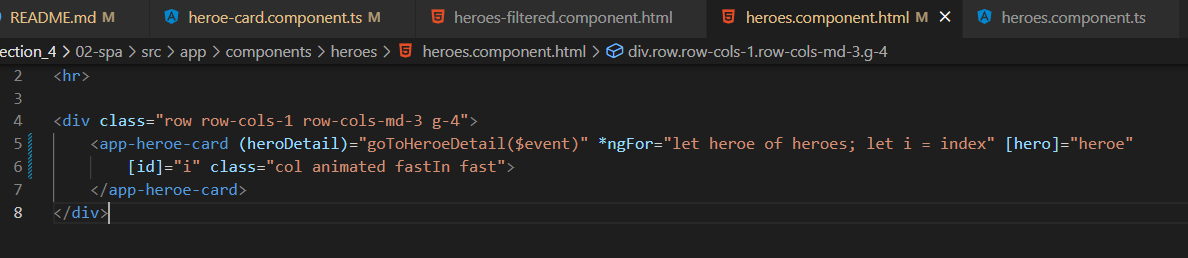 README.md M heroe-card.component.ts M heroes-filtered.component.html heroes.component.html M heroes.component.ts
ection_4 > 02-spa > src > app > components > heroes > heroes.component.html > div.row.row-cols-1.row-cols-md-3.g-4
2 <hr>
3
4 <div class="row row-cols-1 row-cols-md-3 g-4">
5 <app-heroe-card (heroDetail)="goToHeroeDetail($event)" *ngFor="let heroe of heroes; let i = index" [hero]="heroe"
6 [id]="i" class="col animated fastIn fast">
7 </app-heroe-card>
8 </div>